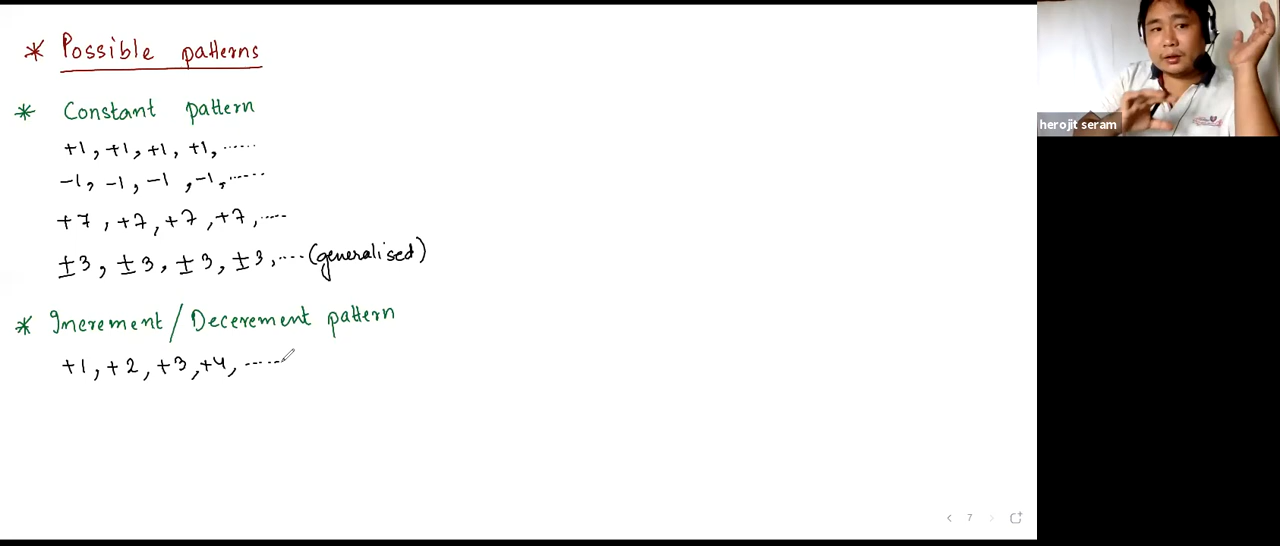 * Possible patterns
* Constant pattern
+1, +1, +1, +1, ......
-1, -1, -1, -1, ......
+7, +7, +7, +7, .....
±3, ±3, ±3, ±3, .... (generalised)
* Increment / Decerement pattern
+1, +2, +3, +4, ......
herojit seram
7